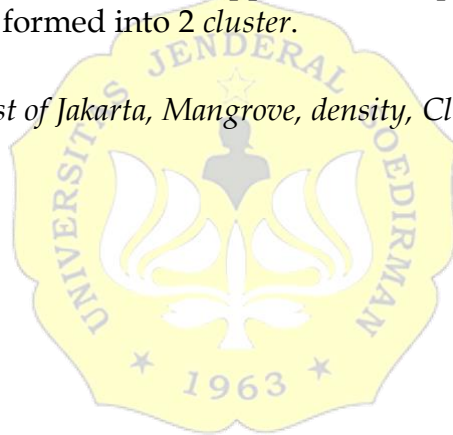 formed into 2 cluster.
st of Jakarta, Mangrove, density, Cl
UNIVERSITAS JENDERAL SOEDIRMAN
1963